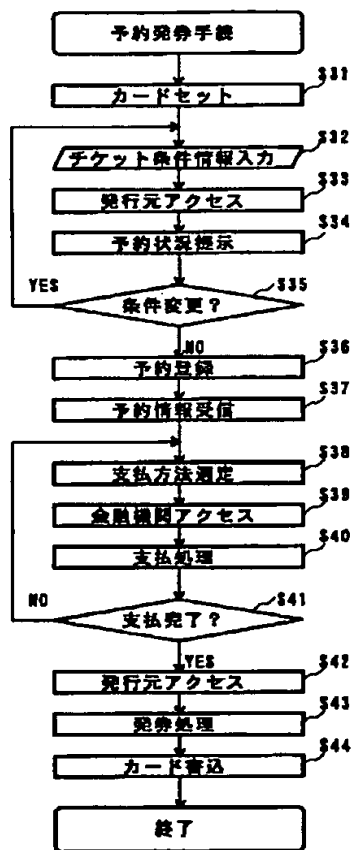 予約発券手続
S31
カードセット
S32
チケット条件情報入力
S33
発行元アクセス
S34
予約状況提示
YES
S35
条件変更？
NO
S36
予約登録
S37
予約情報受信
S38
支払方法選定
S39
金融機関アクセス
S40
支払処理
NO
S41
支払完了？
YES
S42
発行元アクセス
S43
発券処理
S44
カード書込
終了